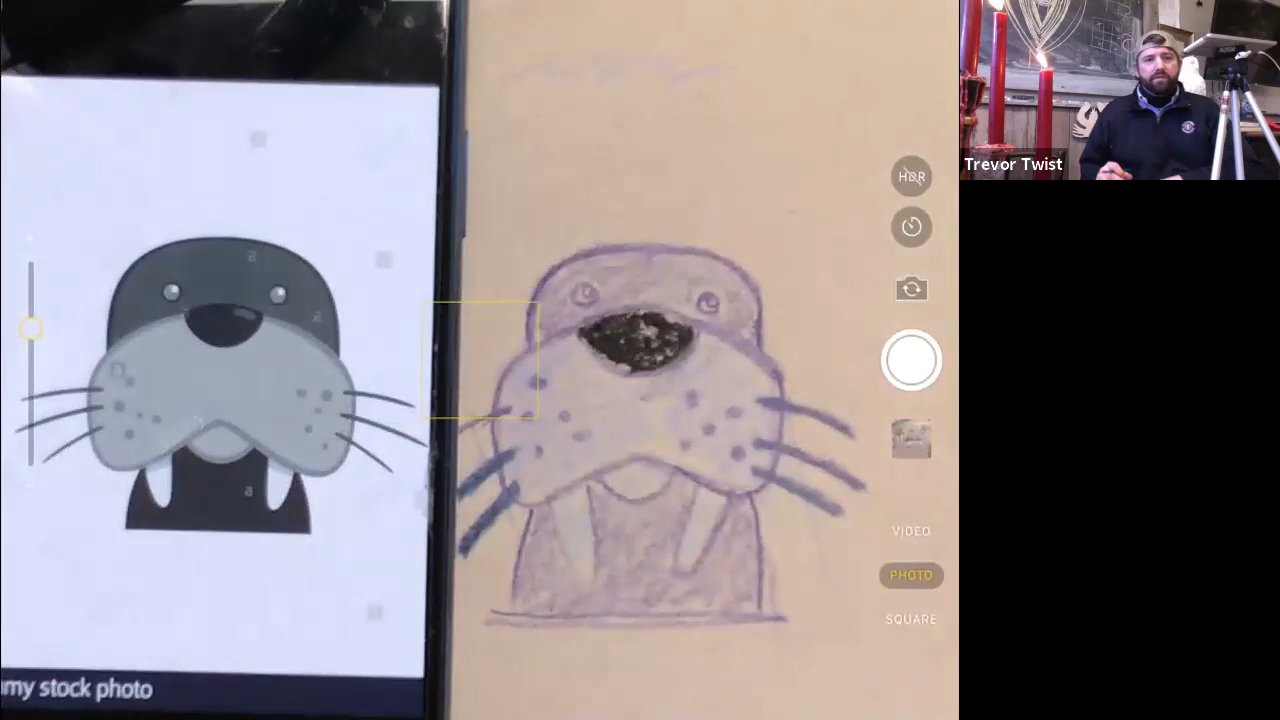 a
a
a
amy stock photo
HDR
VIDEO
PHOTO
SQUARE
Trevor Twist